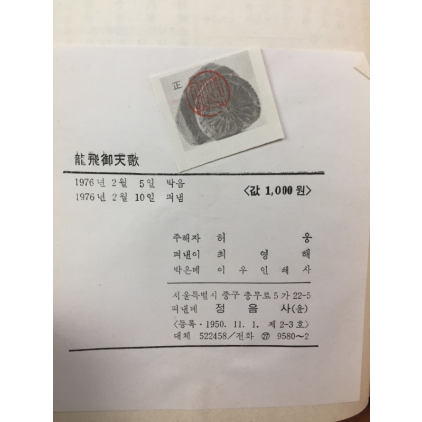 正
龍飛御天歌
1976년 2월 5일 박음
1976년 2월 10일 펴냄
<값 1,000원>
주해자 허 웅
펴낸이 최 영 해
박은데 이우인쇄사
서울특별시 중구 충무로 5가 22-5
펴낸데 정 음 사(윤)
<등록·1950. 11. 1. 제2-3호>
대체 522458/전화 ㉗ 9580~2